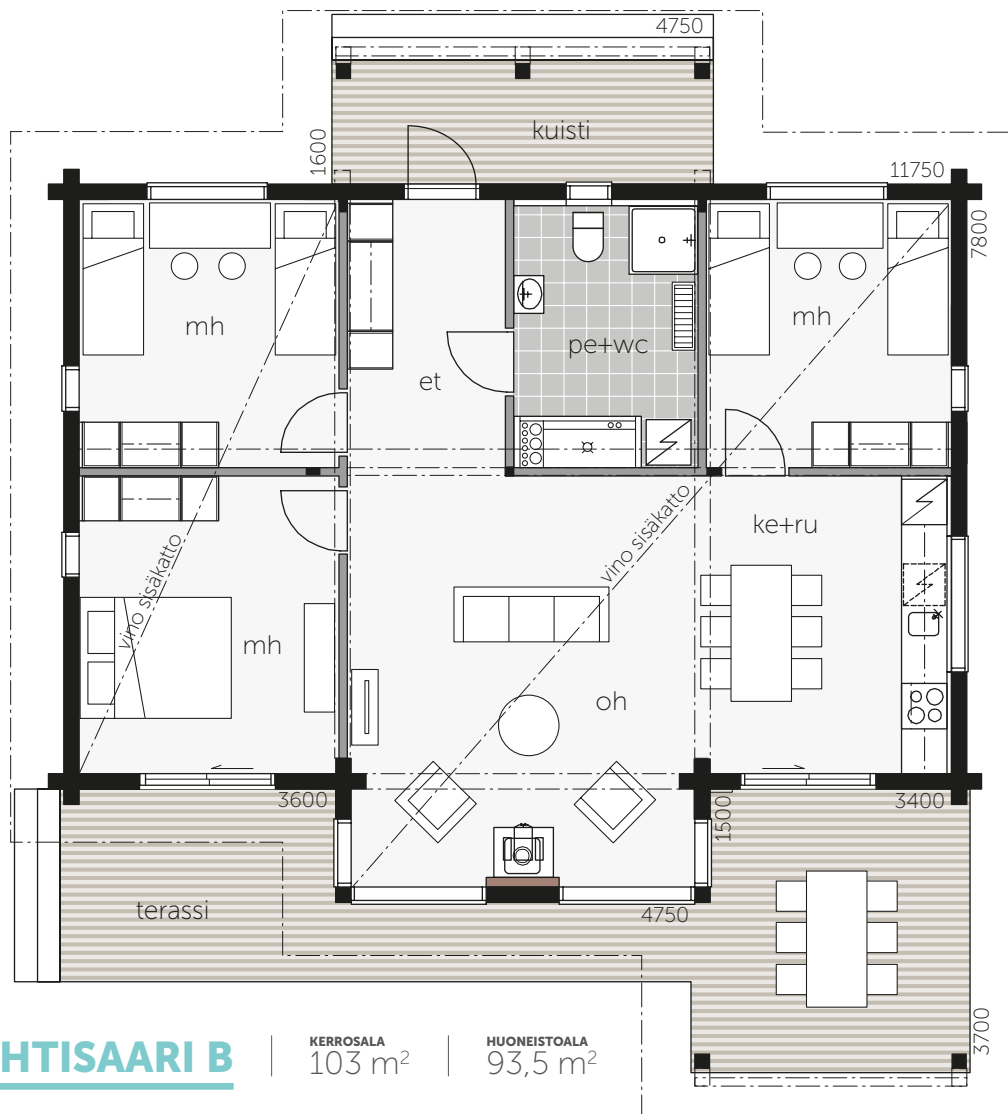 4750
kuisti
1600
11750
7800
mh
mh
pe+wc
et
vino sisäkatto
vino sisäkatto
ke+ru
mh
oh
3600
1500
3400
terassi
4750
3700
HTISAARI B
KERROSALA
103 m²
HUONEISTOALA
93,5 m²